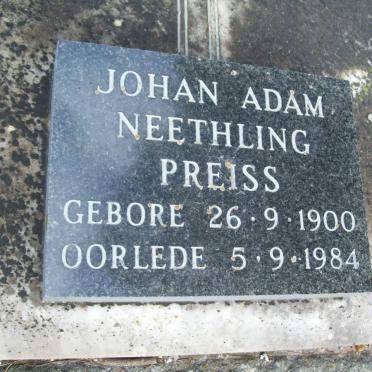 JOHAN ADAM
NEETHLING
PREISS
GEBORE 26·9·1900
OORLEDE 5·9·1984